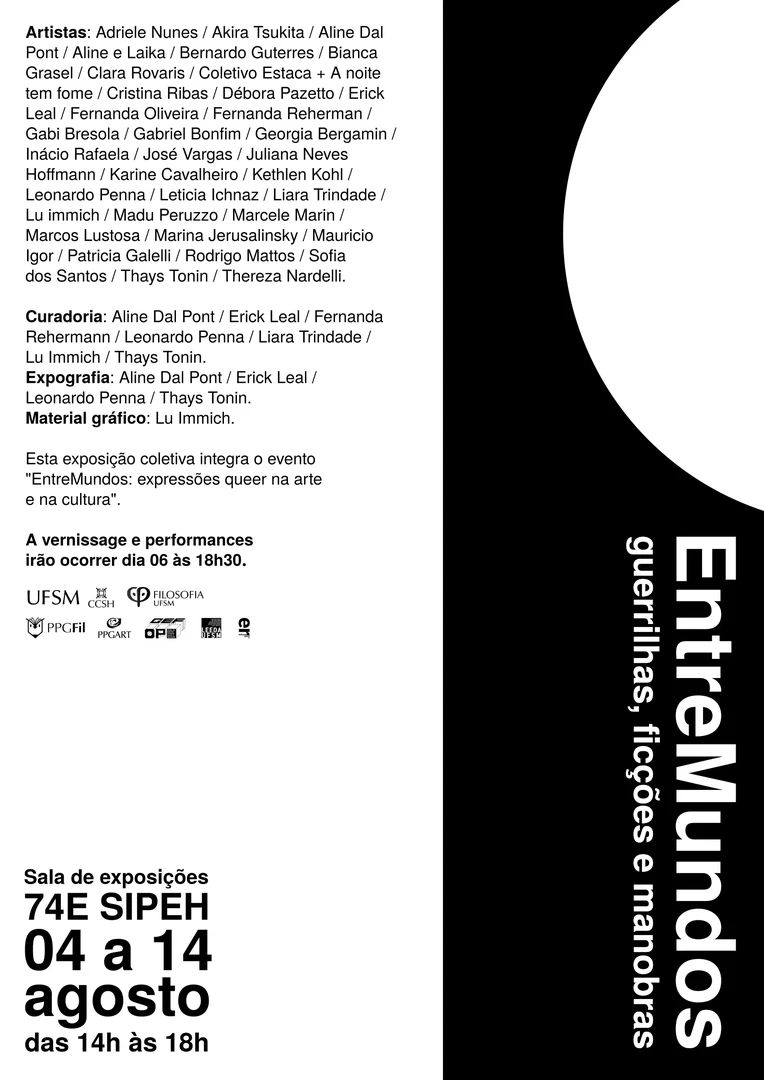 Artistas: Adriele Nunes / Akira Tsukita / Aline Dal
Pont / Aline e Laika / Bernardo Guterres / Bianca
Grasel / Clara Rovaris / Coletivo Estaca + A noite
tem fome / Cristina Ribas / Débora Pazetto / Erick
Leal / Fernanda Oliveira / Fernanda Reherman /
Gabi Bresola / Gabriel Bonfim / Georgia Bergamin /
Inácio Rafaela / José Vargas / Juliana Neves
Hoffmann / Karine Cavalheiro / Kethlen Kohl /
Leonardo Penna / Leticia Ichnaz / Liara Trindade /
Lu immich / Madu Peruzzo / Marcele Marin /
Marcos Lustosa / Marina Jerusalinsky / Mauricio
Igor / Patricia Galelli / Rodrigo Mattos / Sofia
dos Santos / Thays Tonin / Thereza Nardelli.
Curadoria: Aline Dal Pont / Erick Leal / Fernanda
Rehermann / Leonardo Penna / Liara Trindade /
Lu Immich / Thays Tonin.
Expografia: Aline Dal Pont / Erick Leal /
Leonardo Penna / Thays Tonin.
Material gráfico: Lu Immich.
Esta exposição coletiva integra o evento
"EntreMundos: expressões queer na arte
e na cultura".
A vernissage e performances
irão ocorrer dia 06 às 18h30.
UFSM CCSH FILOSOFIA
UFSM
PPGFil PPGART
Sala de exposições
74E SIPEH
04 a 14
agosto
das 14h às 18h
EntreMundos
guerrilhas, ficções e manobras